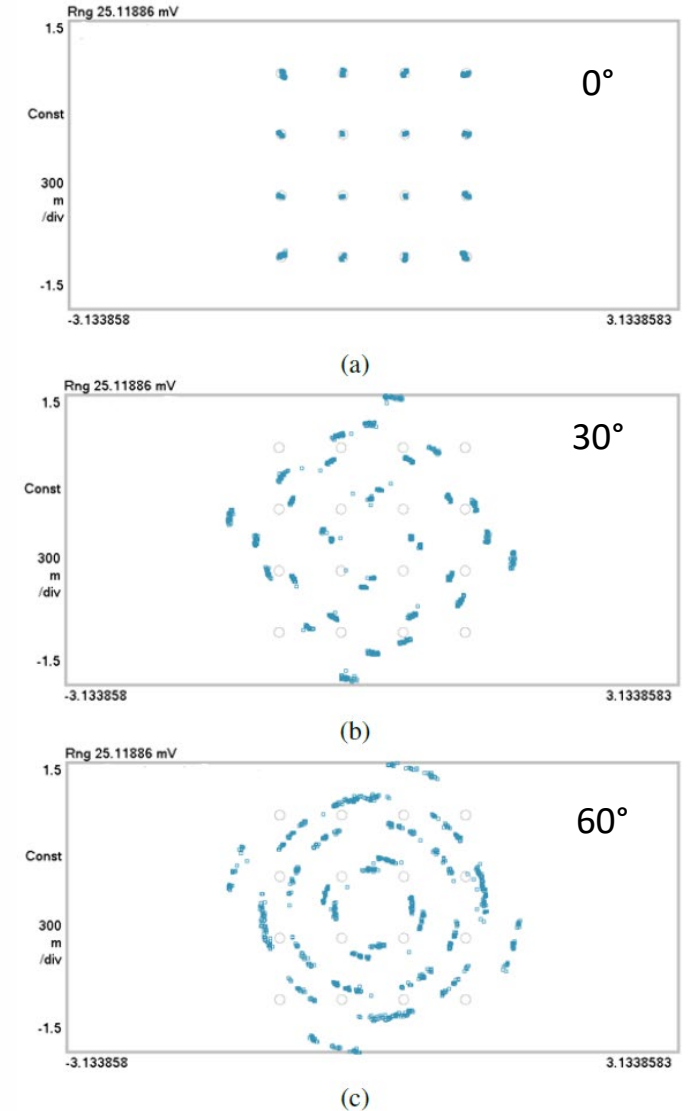 Rng 25.11886 mV
1.5
0°
Const
300
m
/div
-1.5
-3.133858 3.1338583
(a)
Rng 25.11886 mV
1.5
30°
Const
300
m
/div
-1.5
-3.133858 3.1338583
(b)
Rng 25.11886 mV
1.5
60°
Const
300
m
/div
-1.5
-3.133858 3.1338583
(c)